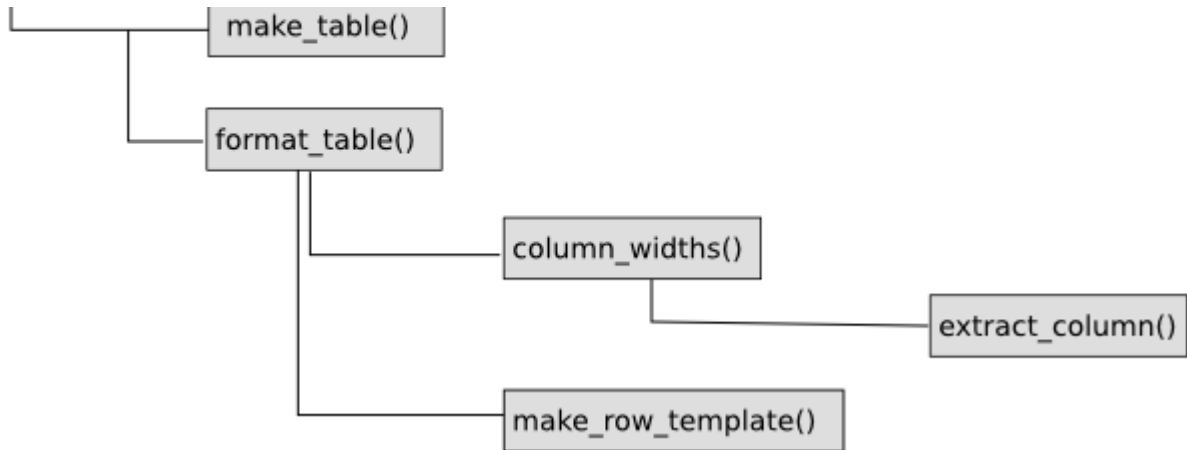 make_table()
format_table()
column_widths()
extract_column()
make_row_template()